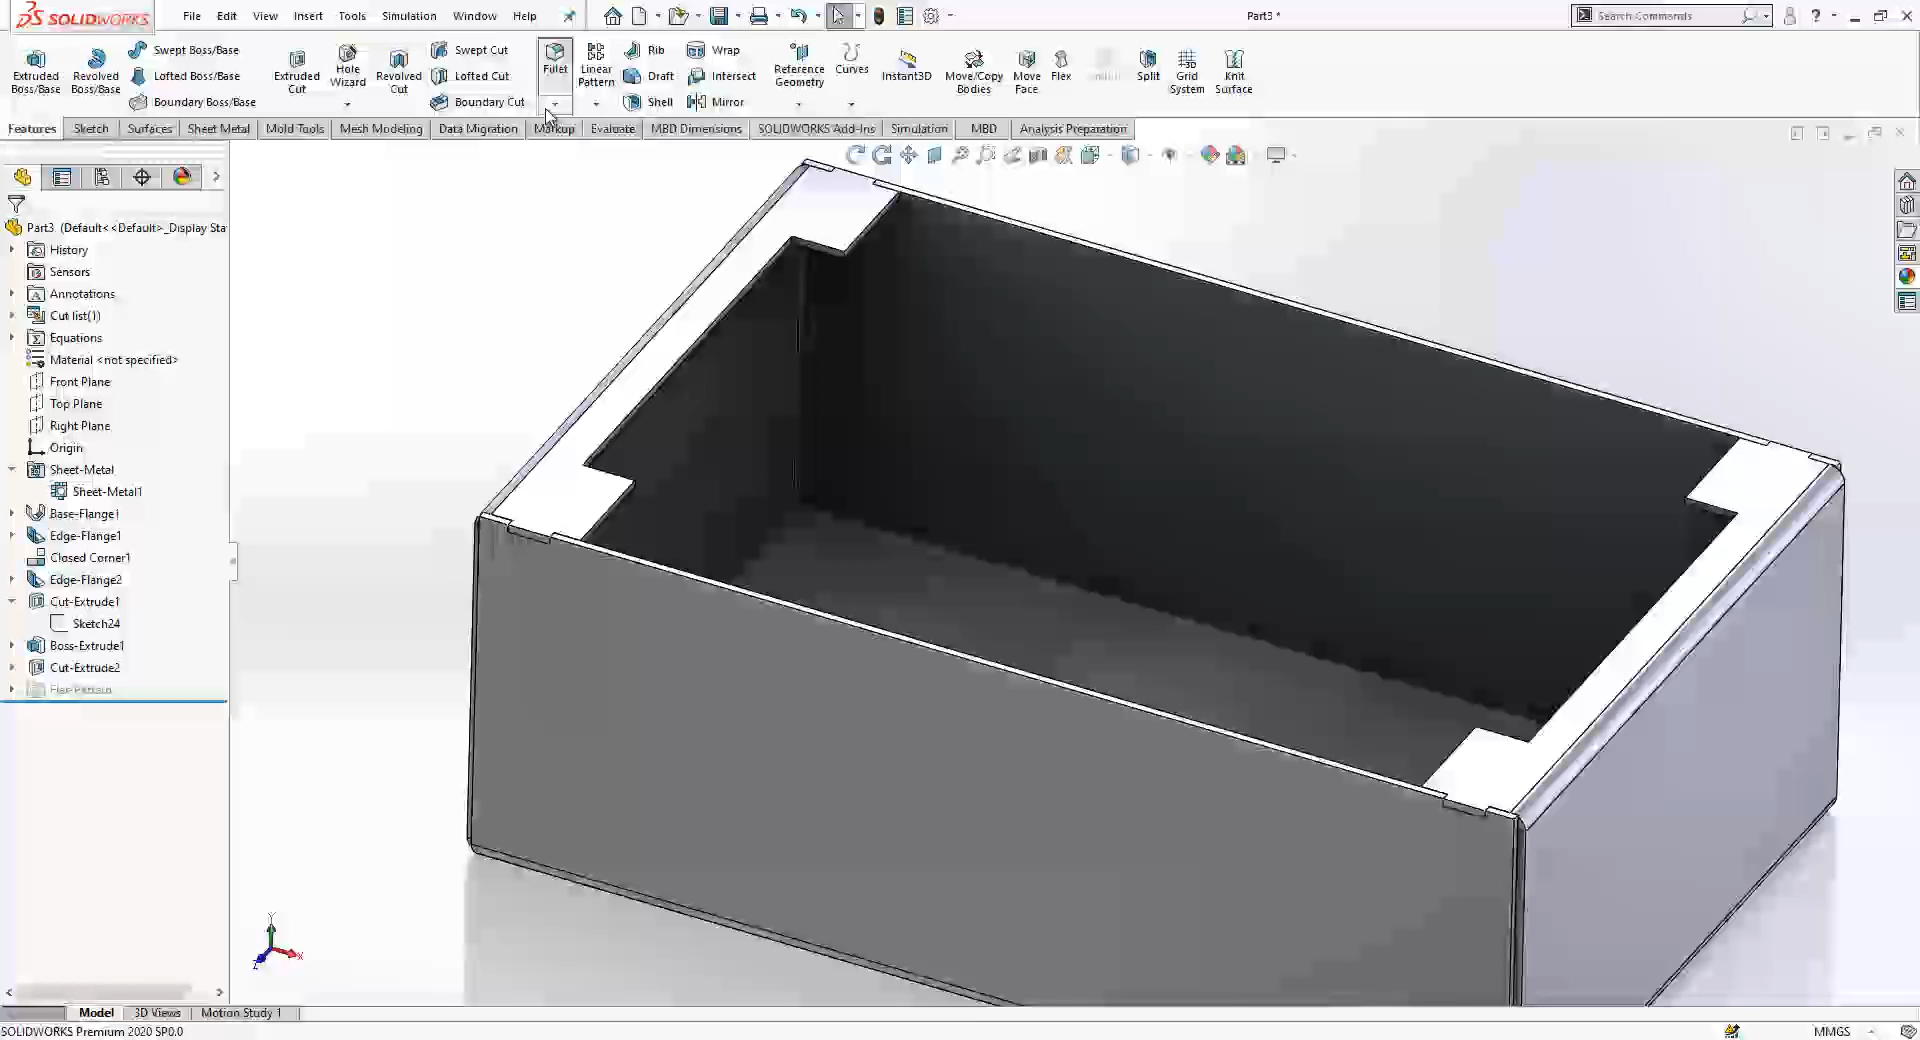 SOLIDWORKS
File Edit View Insert Tools Simulation Window Help
Part3 *
Search Commands
Extruded Boss/Base
Revolved Boss/Base
Swept Boss/Base
Lofted Boss/Base
Boundary Boss/Base
Extruded Cut
Hole Wizard
Revolved Cut
Swept Cut
Lofted Cut
Boundary Cut
Fillet
Linear Pattern
Rib
Draft
Shell
Wrap
Intersect
Mirror
Reference Geometry
Curves
Instant3D
Move/Copy Bodies
Move Face
Flex
Split
Grid System
Knit Surface
Features Sketch Surfaces Sheet Metal Mold Tools Mesh Modeling Data Migration Markup Evaluate MBD Dimensions SOLIDWORKS Add-Ins Simulation MBD Analysis Preparation
Part3 (Default<<Default>_Display Sta
History
Sensors
Annotations
Cut list(1)
Equations
Material <not specified>
Front Plane
Top Plane
Right Plane
Origin
Sheet-Metal
Sheet-Metal1
Base-Flange1
Edge-Flange1
Closed Corner1
Edge-Flange2
Cut-Extrude1
Sketch24
Boss-Extrude1
Cut-Extrude2
Flat-Pattern
Y
X
Z
Model 3D Views Motion Study 1
SOLIDWORKS Premium 2020 SP0.0
MMGS